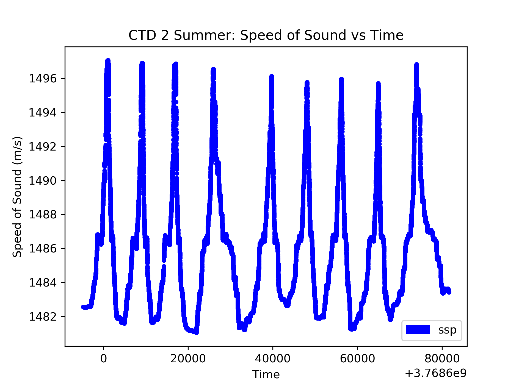 CTD 2 Summer: Speed of Sound vs Time
Speed of Sound (m/s)
1496
1494
1492
1490
1488
1486
1484
1482
ssp
0 20000 40000 60000 80000
Time
+3.7686e9